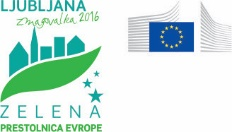 LJUBLJANA
zmagovalka 2016
ZELENA
PRESTOLNICA EVROPE